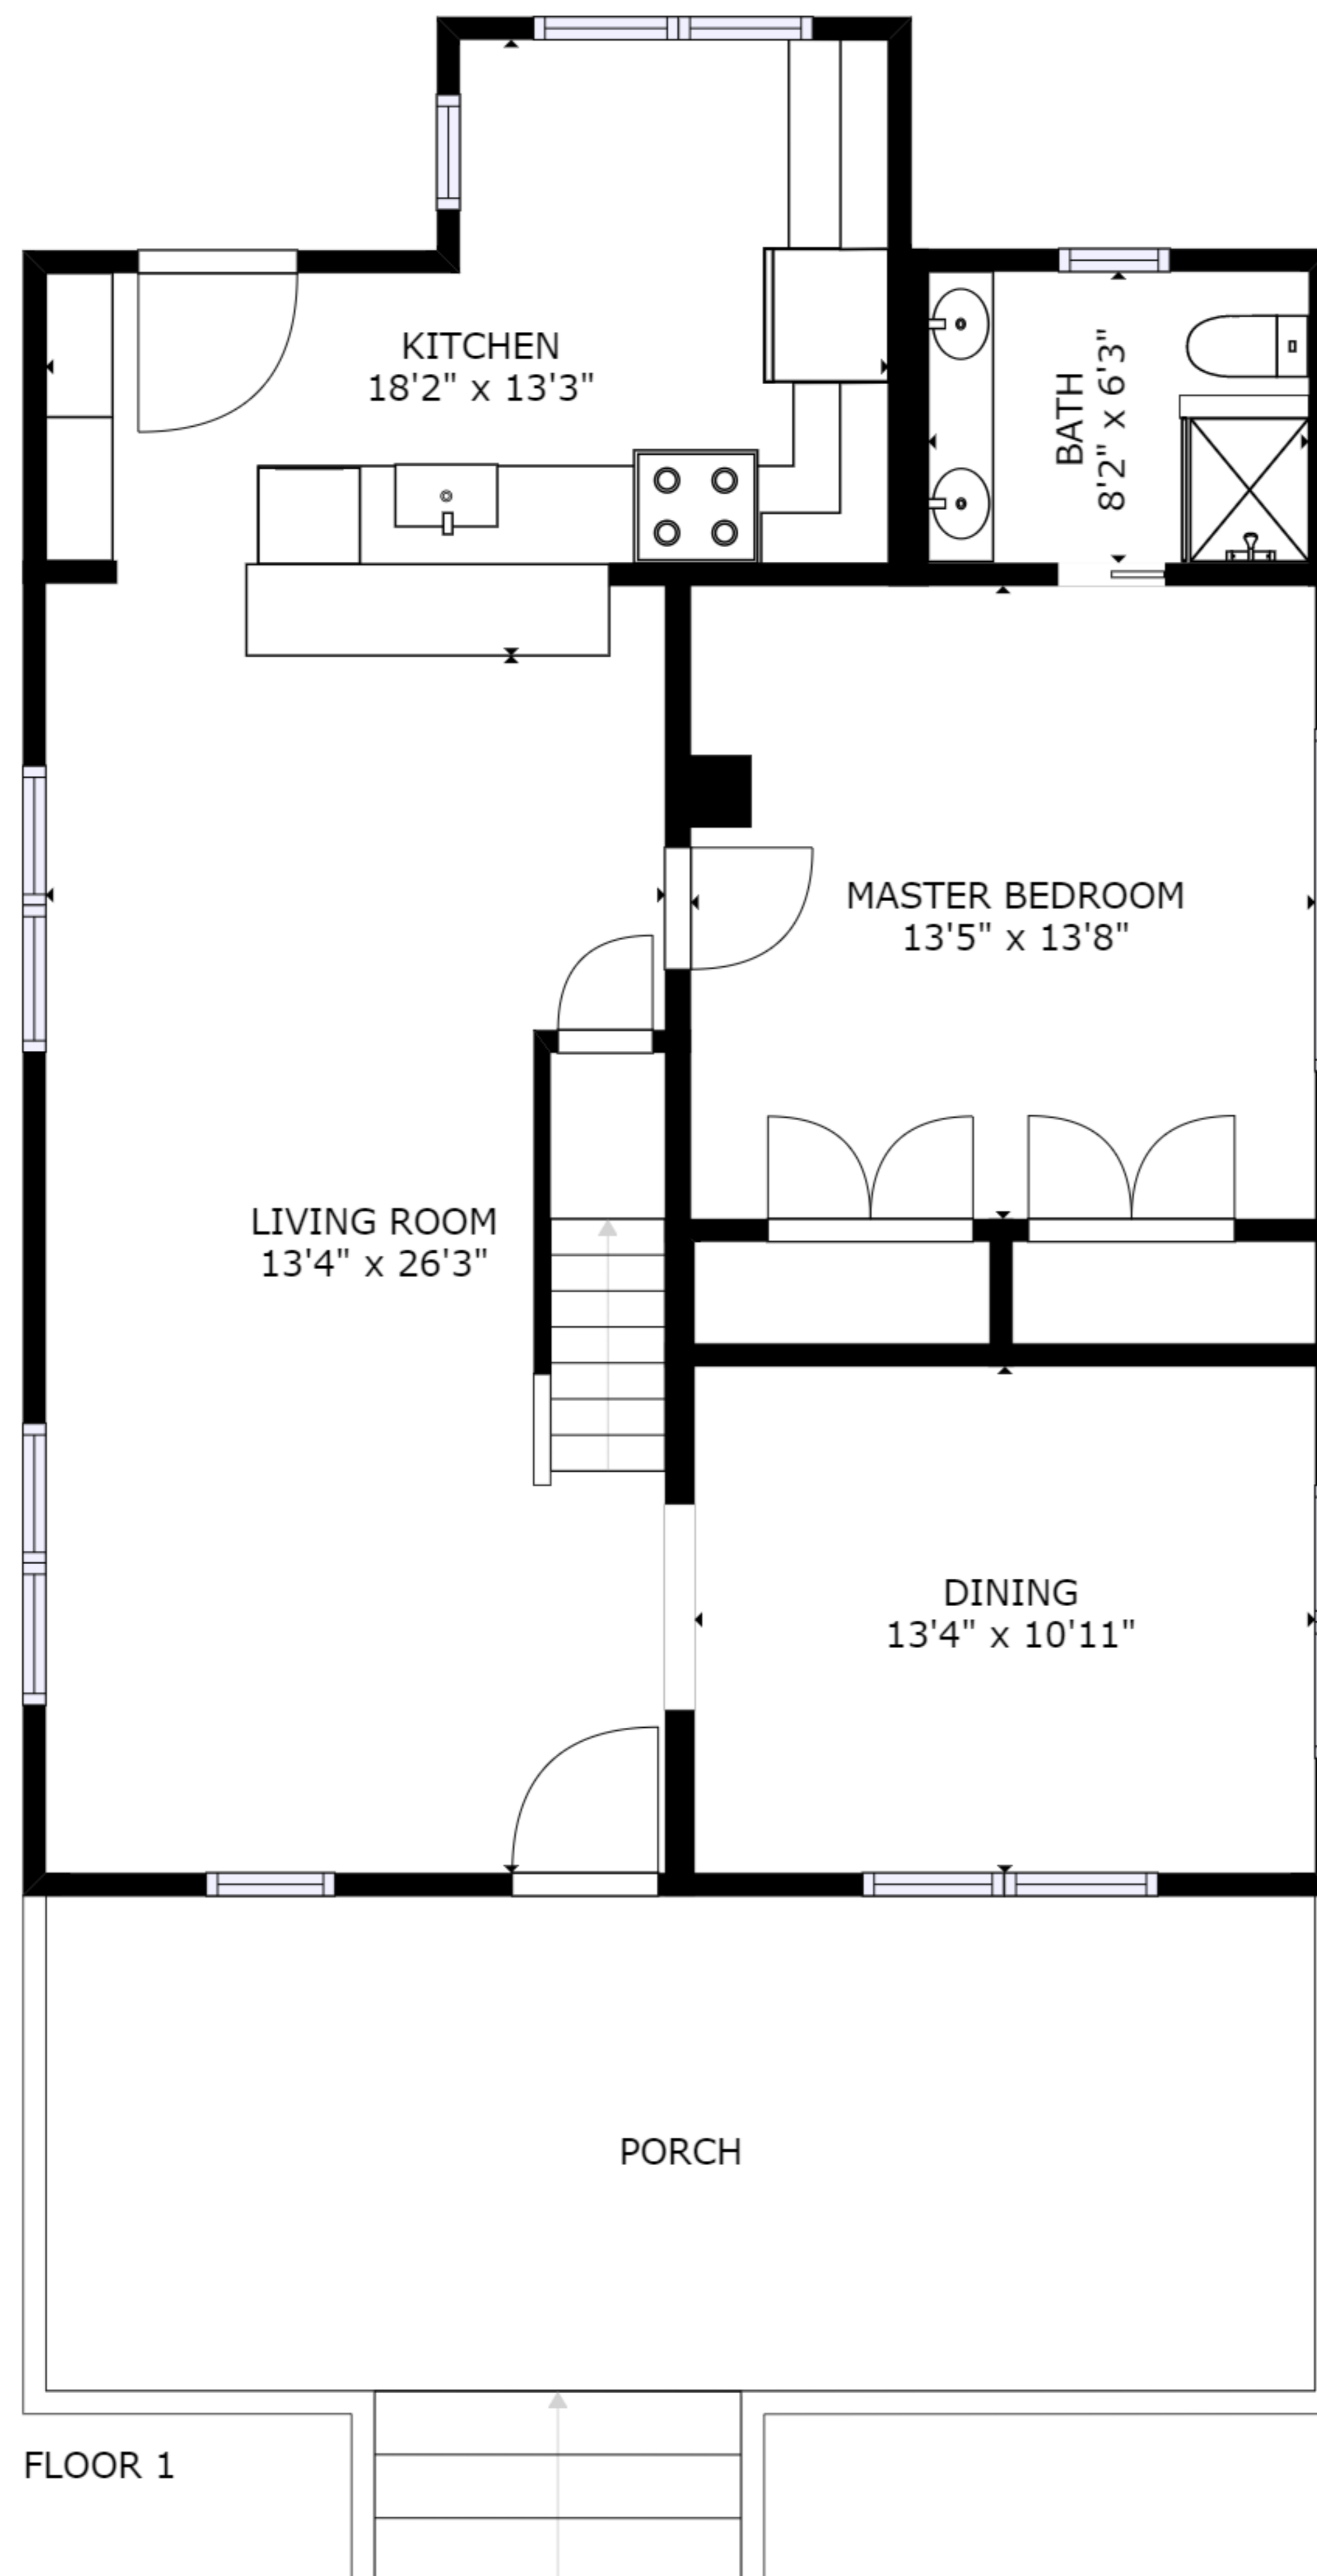 KITCHEN
18'2" x 13'3"
BATH
8'2" x 6'3"
MASTER BEDROOM
13'5" x 13'8"
LIVING ROOM
13'4" x 26'3"
DINING
13'4" x 10'11"
PORCH
FLOOR 1